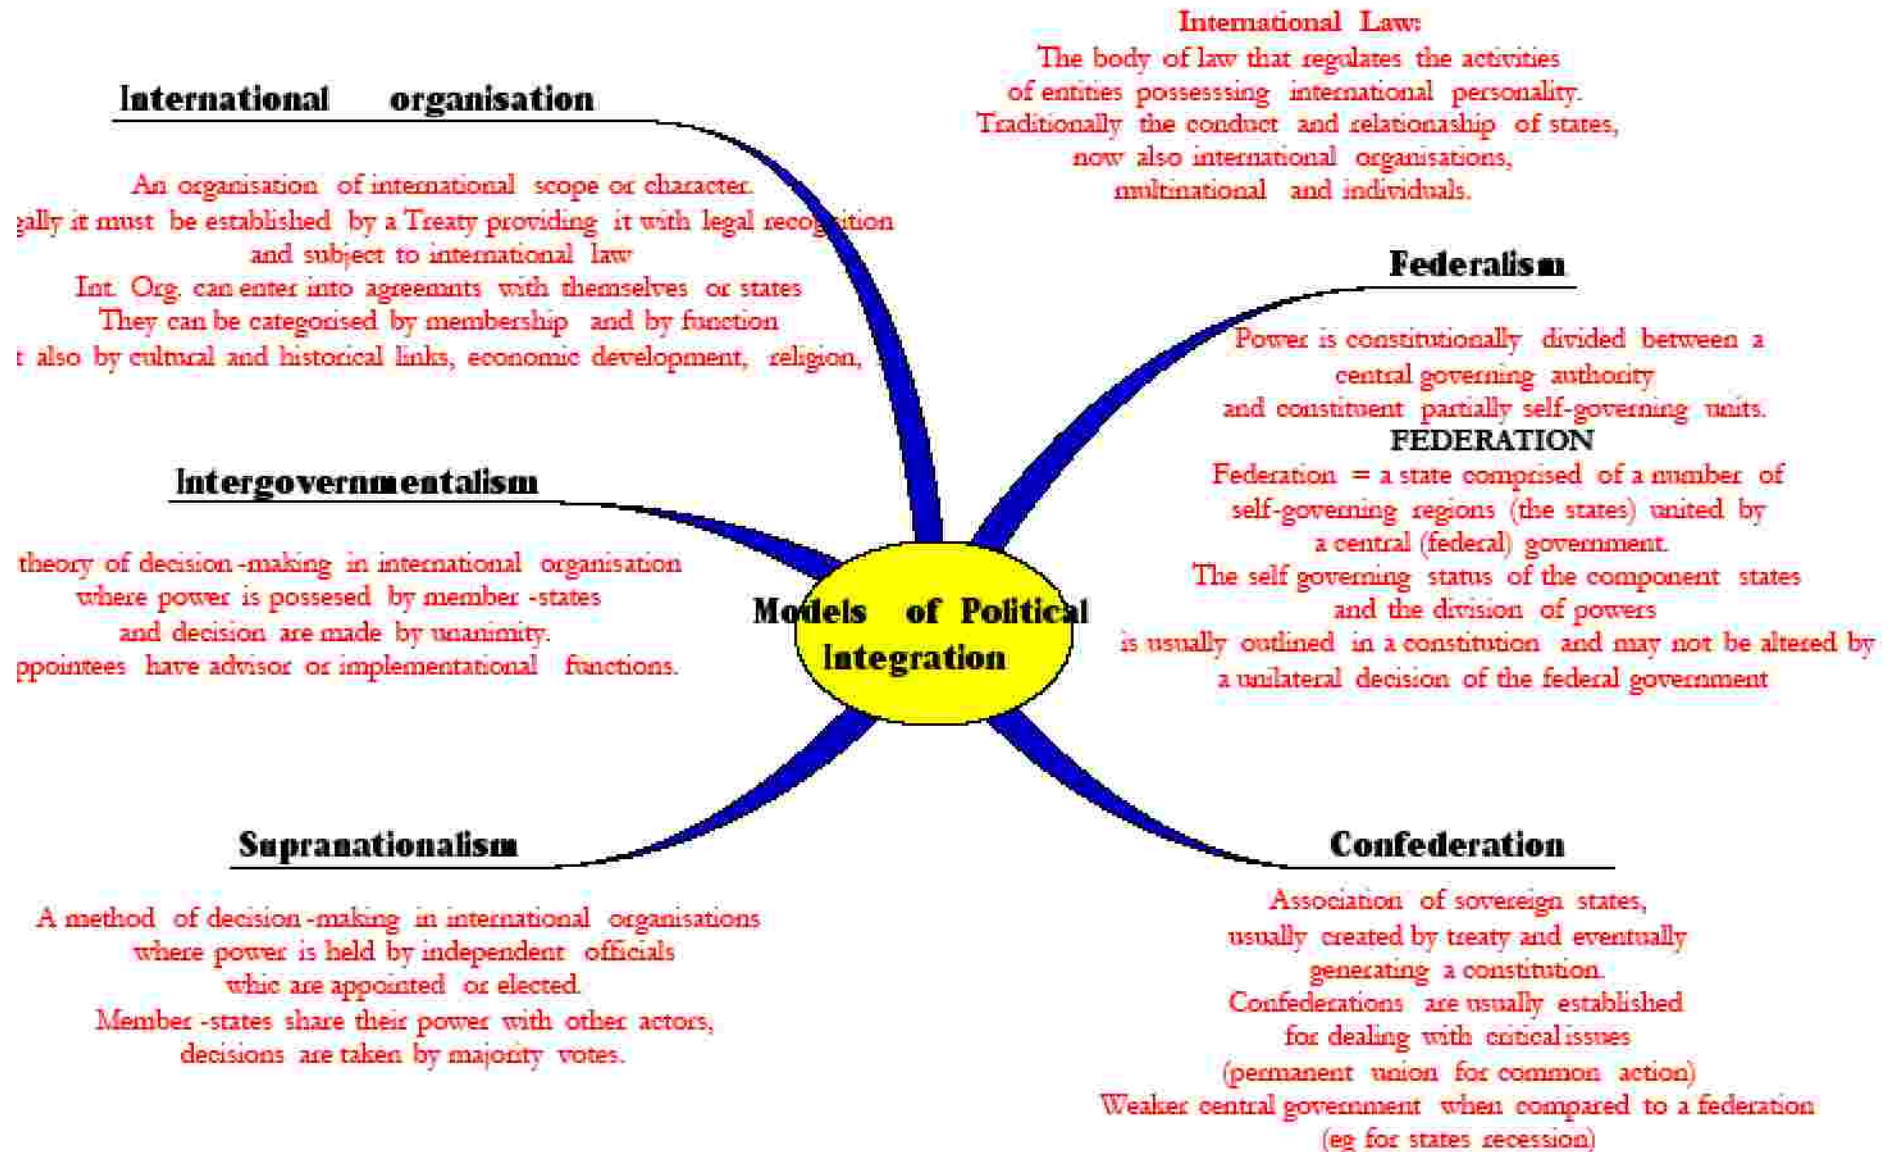 International organisation
An organisation of international scope or character.
gally it must be established by a Treaty providing it with legal recognition
and subject to international law
Int. Org. can enter into agreemnts with themselves or states
They can be categorised by membership and by function
t also by cultural and historical links, economic development, religion,
International Law:
The body of law that regulates the activities
of entities possesssing international personality.
Traditionally the conduct and relationaship of states,
now also international organisations,
multinational and individuals.
Federalism
Power is constitutionally divided between a
central governing authority
and constituent partially self-governing units.
FEDERATION
Federation = a state comprised of a number of
self-governing regions (the states) united by
a central (federal) government.
The self governing status of the component states
and the division of powers
is usually outlined in a constitution and may not be altered by
a unilateral decision of the federal government
Intergovernmentalism
theory of decision-making in international organisation
where power is possesed by member-states
and decision are made by unanimity.
ppointees have advisor or implementational functions.
Models of Political
Integration
Supranationalism
A method of decision-making in international organisations
where power is held by independent officials
whic are appointed or elected.
Member-states share their power with other actors,
decisions are taken by majority votes.
Confederation
Association of sovereign states,
usually created by treaty and eventually
generating a constitution.
Confederations are usually established
for dealing with critical issues
(permanent union for common action)
Weaker central government when compared to a federation
(eg for states recession)